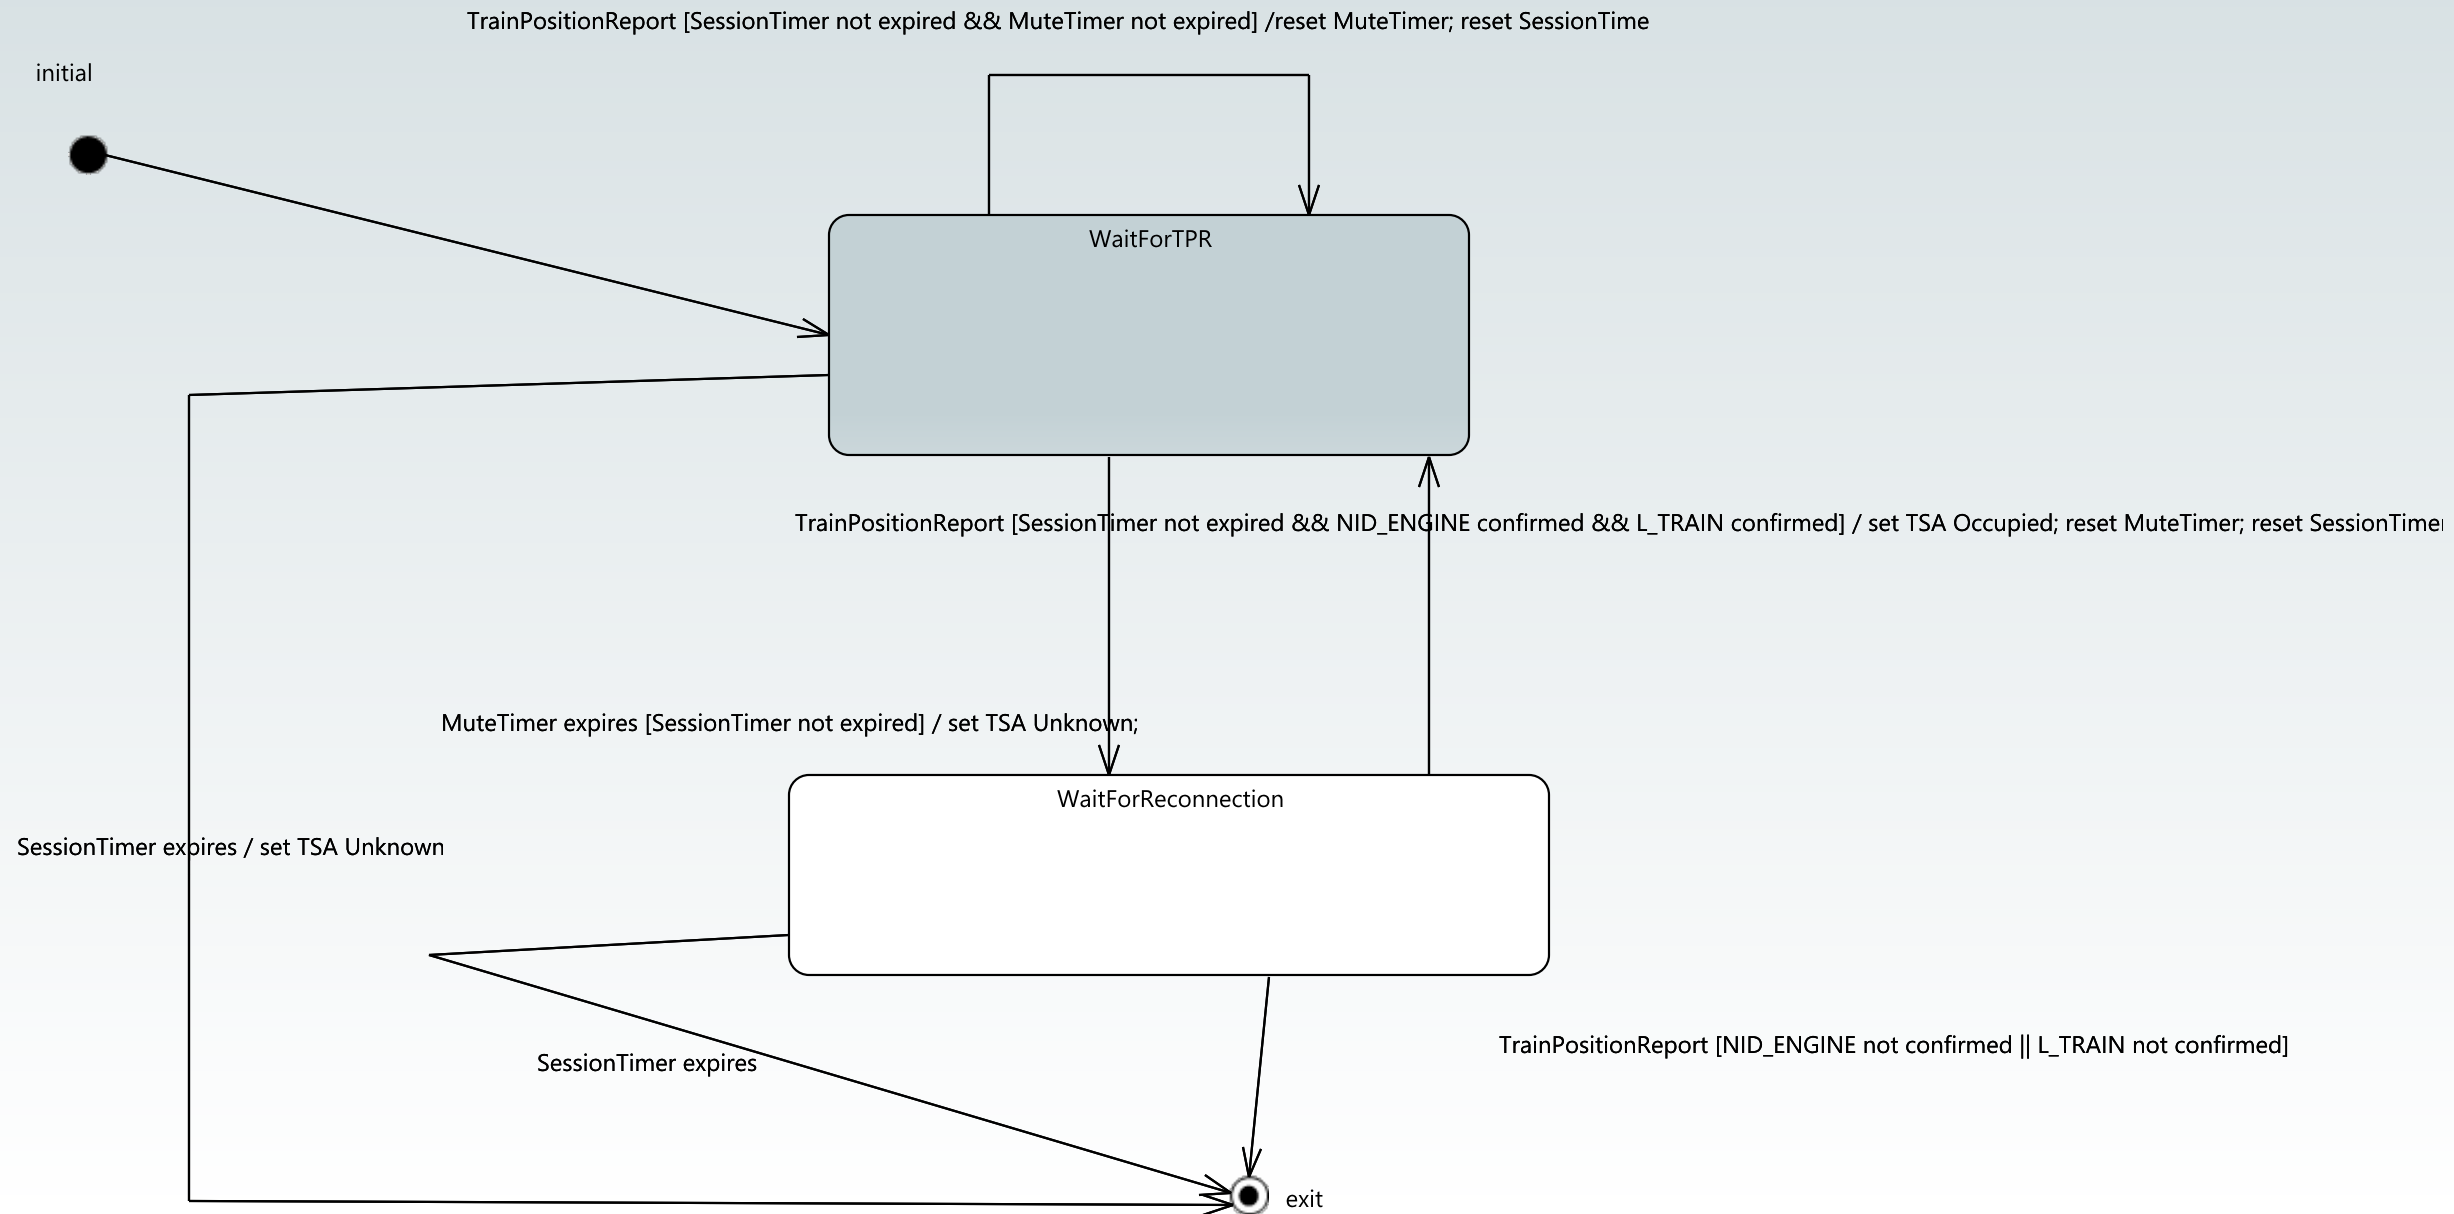 TrainPositionReport [SessionTimer not expired && MuteTimer not expired] /reset MuteTimer; reset SessionTime
initial
WaitForTPR
TrainPositionReport [SessionTimer not expired && NID_ENGINE confirmed && L_TRAIN confirmed] / set TSA Occupied; reset MuteTimer; reset SessionTimer
MuteTimer expires [SessionTimer not expired] / set TSA Unknown;
WaitForReconnection
SessionTimer expires / set TSA Unknown
TrainPositionReport [NID_ENGINE not confirmed || L_TRAIN not confirmed]
SessionTimer expires
exit